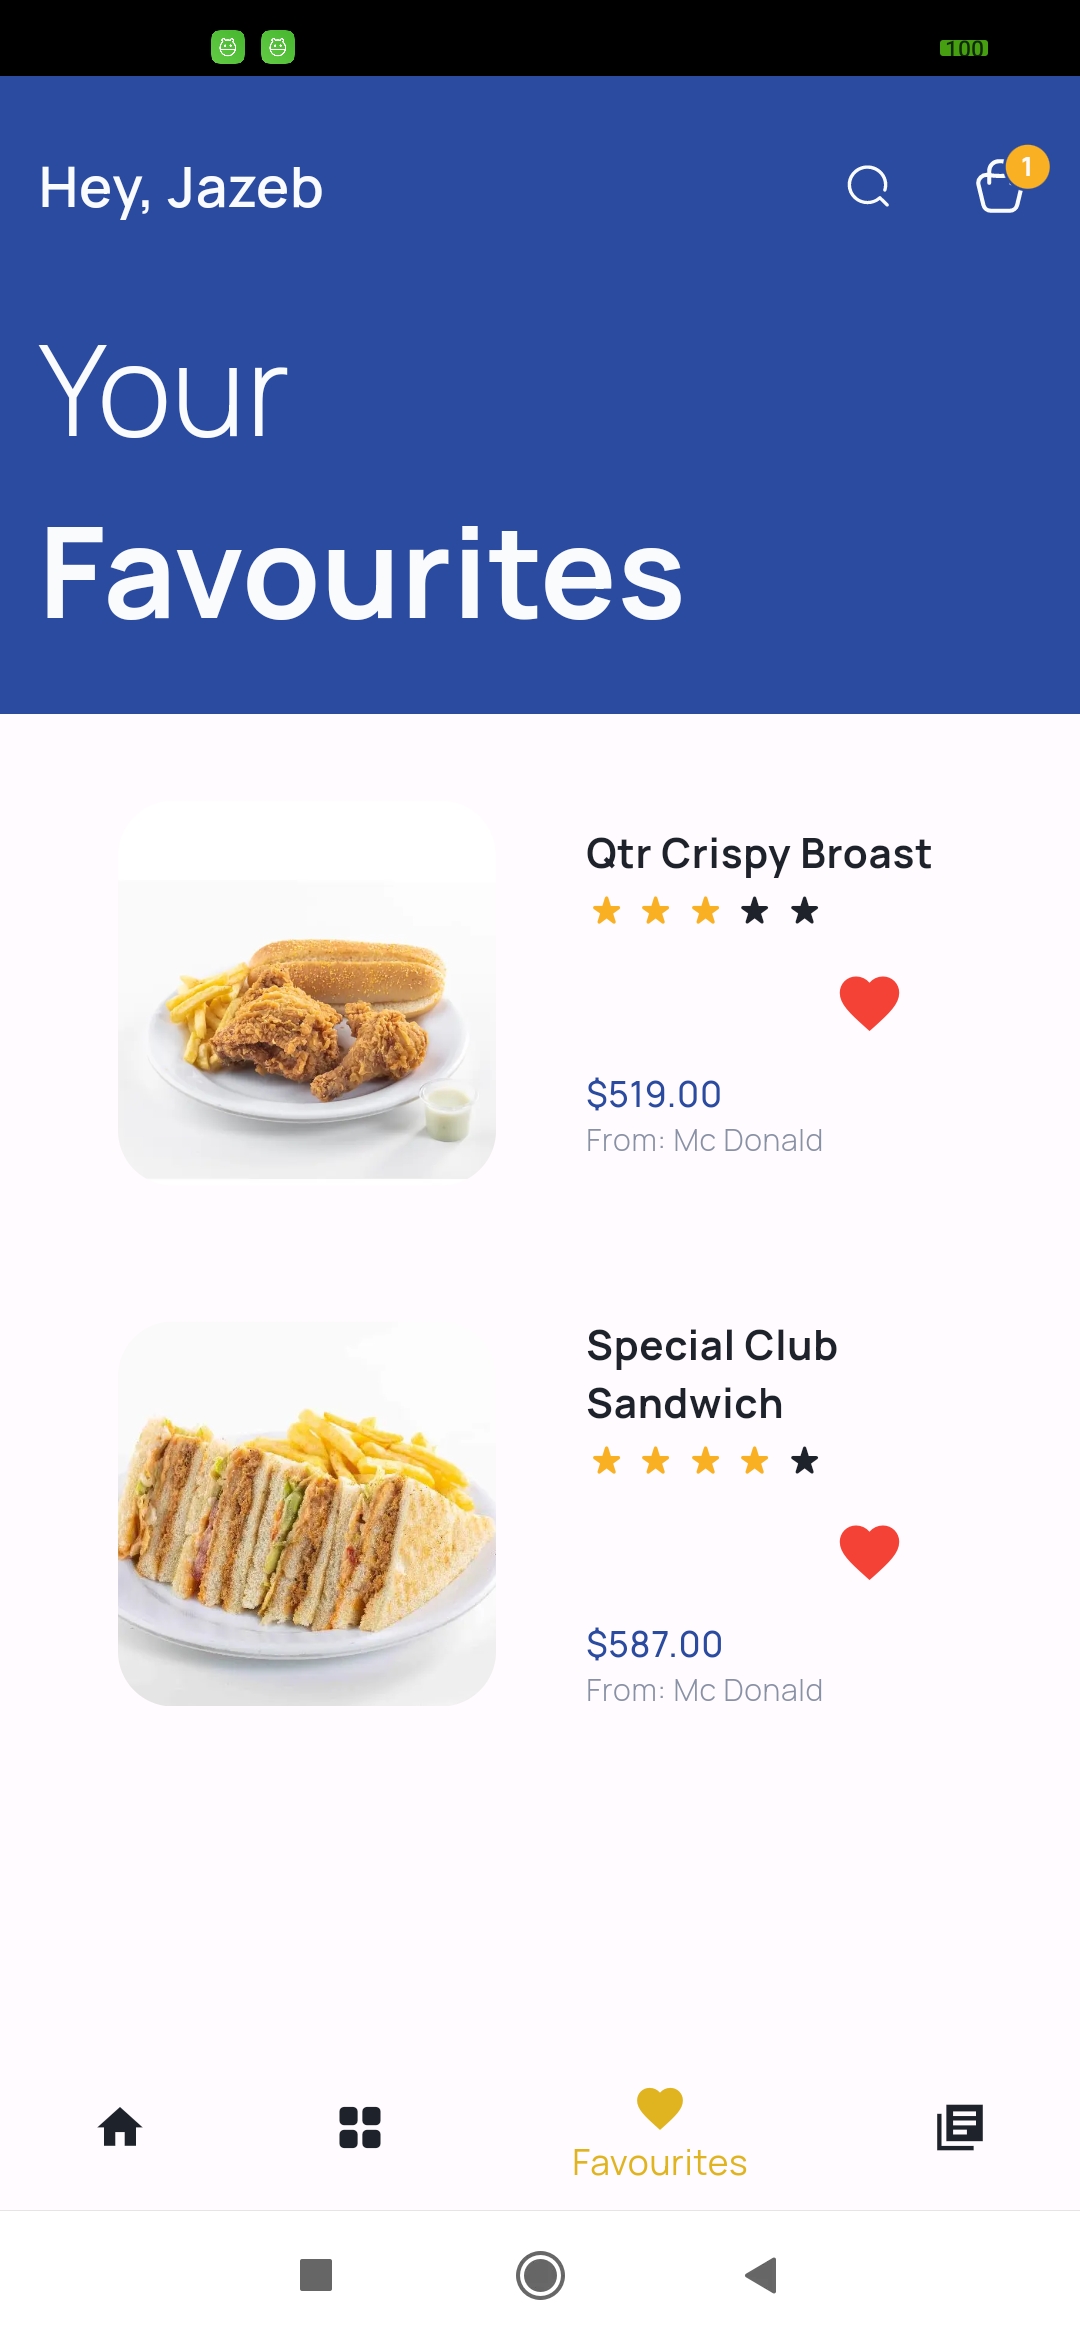 100
Hey, Jazeb
1
Your
Favourites
Qtr Crispy Broast
$519.00
From: Mc Donald
Special Club
Sandwich
$587.00
From: Mc Donald
Favourites